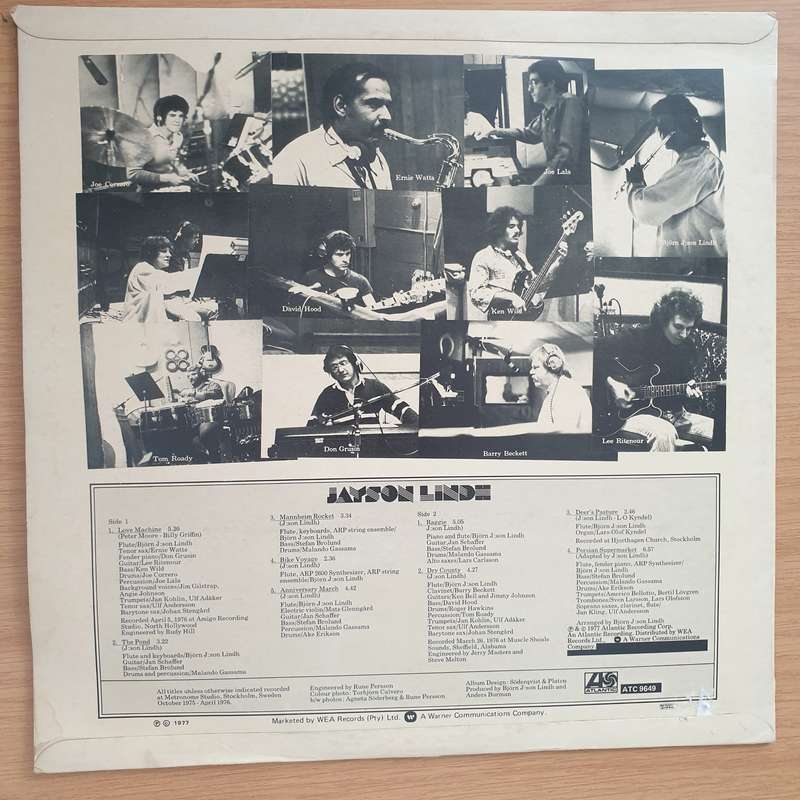 Joe Correro
Ernie Watts
Joe Lala
Björn J:son Lindh
David Hood
Ken Wild
Tom Roady
Don Grusin
Barry Beckett
Lee Ritenour
JAYSON LINDH
Side 1
1. Love Machine 5.26
(Peter Moore - Billy Griffin)
Flute/Björn J:son Lindh
Tenor sax/Ernie Watts
Fender piano/Don Grusin
Guitar/Lee Ritenour
Bass/Ken Wild
Drums/Joe Correro
Percussion/Joe Lala
Background voices/Jim Gilstrap,
Angie Johnson
Trumpets/Jan Kohlin, Ulf Adåker
Tenor sax/Ulf Andersson
Barytone sax/Johan Stengård
Recorded April 5, 1976 at Amigo Recording
Studio, North Hollywood
Engineered by Rudy Hill
2. The Pond 3.22
(J:son Lindh)
Flute and keyboards/Björn J:son Lindh
Guitar/Jan Schaffer
Bass/Stefan Brolund
Drums and percussion/Malando Gassama
3. Mannheim Rocket 3.34
(J:son Lindh)
Flute, keyboards, ARP string ensemble/
Björn J:son Lindh
Bass/Stefan Brolund
Drums/Malando Gassama
4. Bike Voyage 2.36
(J:son Lindh)
Flute, ARP 2600 Synthesizer, ARP string
ensemble/Björn J:son Lindh
5. Anniversary March 4.42
(J:son Lindh)
Flute/Björn J:son Lindh
Electric violin/Mats Glenngård
Guitar/Jan Schaffer
Bass/Stefan Brolund
Percussion/Malando Gassama
Drums/Ake Eriksen
Side 2
1. Raggie 3.05
(J:son Lindh)
Piano and flute/Björn J:son Lindh
Guitar/Jan Schaffer
Bass/Stefan Brolund
Drums/Malando Gassama
Alto saxes/Lars Carlsson
2. Dry County 4.27
(J:son Lindh)
Flute/Björn J:son Lindh
Clavinet/Barry Beckett
Guitars/Ken Bell and Jimmy Johnson
Bass/David Hood
Drums/Roger Hawkins
Percussion/Tom Roady
Trumpets/Jan Kohlin, Ulf Adåker
Tenor sax/Ulf Andersson
Barytone sax/Johan Stengård
Recorded March 30, 1976 at Muscle Shoals
Sounds, Sheffield, Alabama
Engineered by Jerry Masters and
Steve Melton
3. Deer's Pasture 2.46
(J:son Lindh - L-O Kyndel)
Flute/Björn J:son Lindh
Organ/Lars Olof Kyndel
Recorded at Hjorthagen Church, Stockholm
4. Persian Supermarket 6.57
(Adapted by J:son Lindh)
Flute, fender piano, ARP Synthesizer/
Björn J:son Lindh
Bass/Stefan Brolund
Percussion/Malando Gassama
Drums/Ake Eriksen
Trumpets/Americo Bellotto, Bertil Lövgren
Trombones/Sven Larsson, Lars Olofsson
Soprano saxes, clarinet, flute/
Jan Kling, Ulf Andersson
Arranged by Björn J:son Lindh
Ⓟ & © 1977 Atlantic Recording Corp.
An Atlantic Recording, Distributed by WEA
Records Ltd. A Warner Communications
Company
All titles unless otherwise indicated recorded
at Metronome Studio, Stockholm, Sweden
October 1975 - April 1976.
Engineered by Rune Persson
Colour photo: Torbjörn Calvero
b/w photos: Agneta Söderberg & Rune Persson
Album Design: Söderqvist & Platon
Produced by Björn J:son Lindh and
Anders Burman
ATLANTIC
ATC 9649
Ⓟ © 1977
Marketed by WEA Records (Pty) Ltd. A Warner Communications Company.